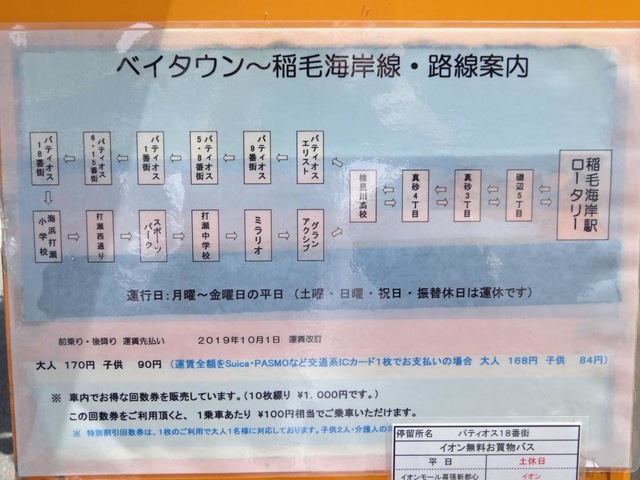 ベイタウン～稲毛海岸線・路線案内
パティオス18番街
6・15番街
パティオス1番街
パティオス5・8番街
パティオス9番街
パティオスエリスト
検見川高校
真砂4丁目
真砂3丁目
磯辺5丁目
稲毛海岸駅ロータリー
海浜打瀬小学校
打瀬西通り
スポーツパーク
打瀬中学校
ミラリオ
グランアクシブ
運行日:月曜～金曜日の平日 (土曜・日曜・祝日・振替休日は運休です)
前乗り・後降り 運賃先払い 2019年10月1日 運賃改訂
大人 170円 子供 90円 (運賃全額をSuica・PASMOなど交通系ICカード1枚でお支払いの場合 大人 168円 子供 84円)
※ 車内でお得な回数券を販売しています。(10枚綴り ¥1,000円です。)
この回数券をご利用頂くと、1乗車あたり ¥100円相当でご乗車いただけます。
※ 特別割引回数券は、1枚のご利用で大人1名様に対応しております。子供2人・介護人の
停留所名 パティオス18番街
イオン無料お買物バス
平日 土休日
イオンモール幕張新都心 イオン